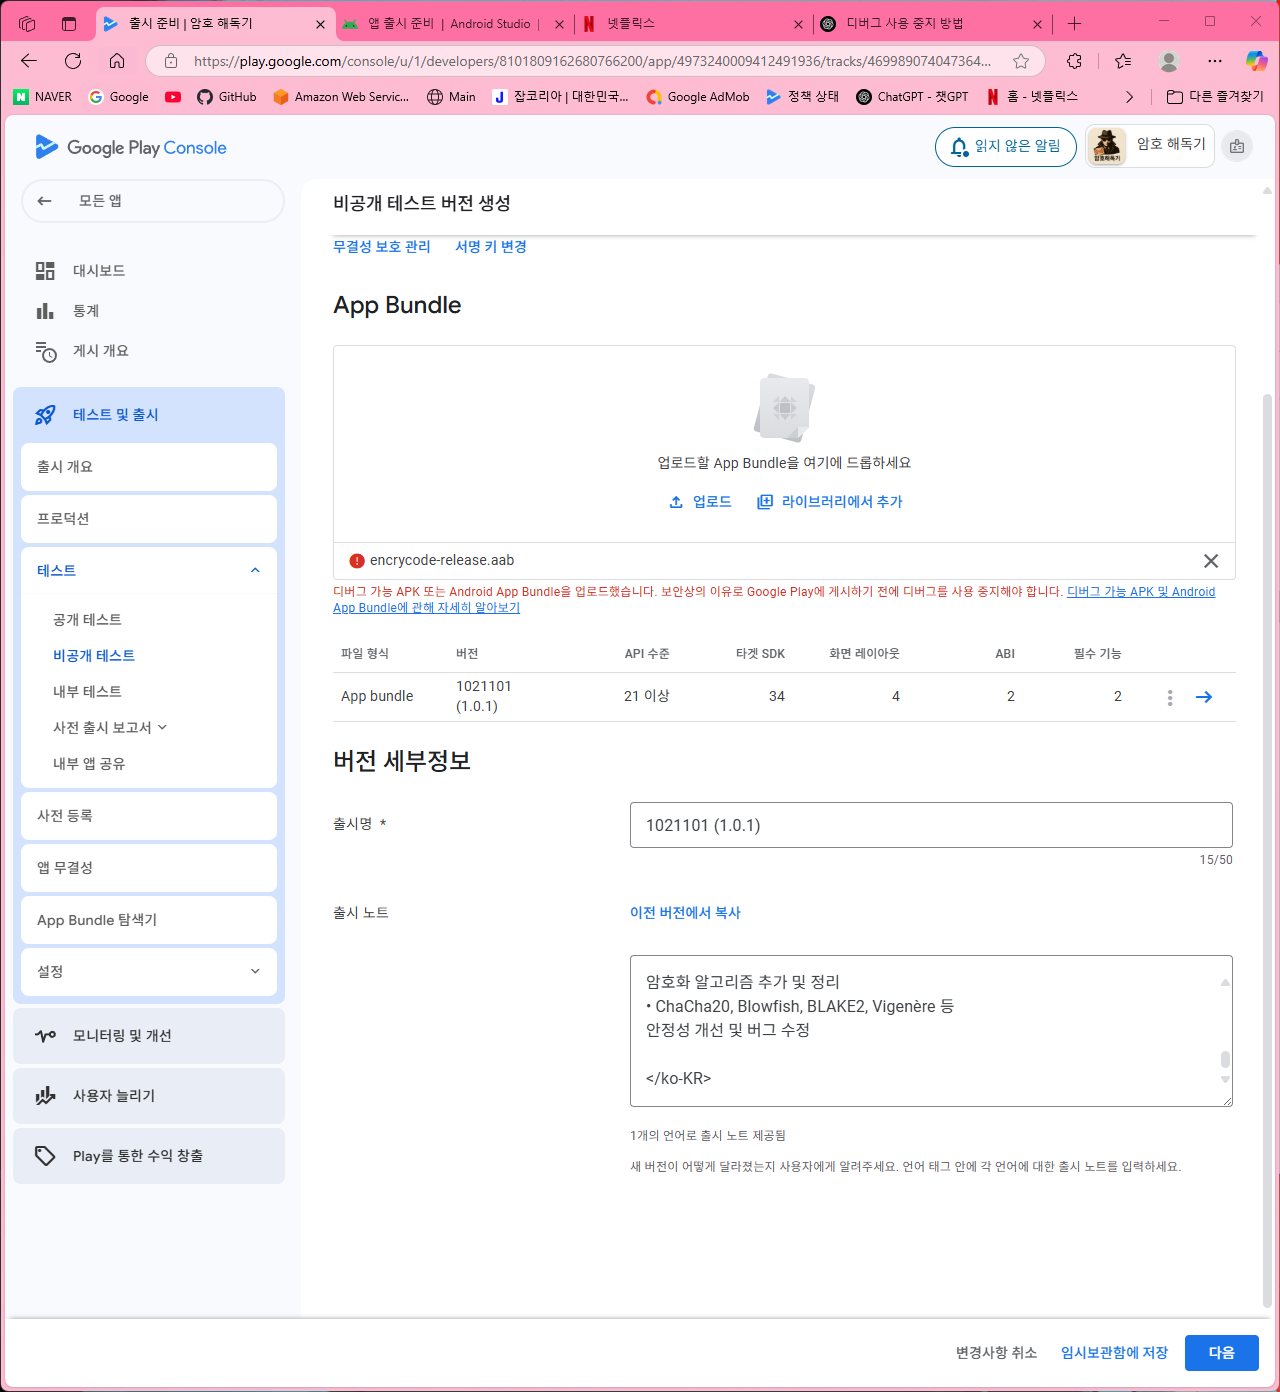 출시 준비 | 암호 해독기
앱 출시 준비 | Android Studio |
넷플릭스
디버그 사용 중지 방법
https://play.google.com/console/u/1/developers/8101809162680766200/app/4973240009412491936/tracks/469989074047364...
NAVER
Google
GitHub
Amazon Web Servic...
Main
잡코리아 | 대한민국...
Google AdMob
정책 상태
ChatGPT - 챗GPT
홈 - 넷플릭스
다른 즐겨찾기
Google Play Console
읽지 않은 알림
암호해독기
암호 해독기
모든 앱
대시보드
통계
게시 개요
테스트 및 출시
출시 개요
프로덕션
테스트
공개 테스트
비공개 테스트
내부 테스트
사전 출시 보고서
내부 앱 공유
사전 등록
앱 무결성
App Bundle 탐색기
설정
모니터링 및 개선
사용자 늘리기
Play를 통한 수익 창출
비공개 테스트 버전 생성
무결성 보호 관리 서명 키 변경
App Bundle
업로드할 App Bundle을 여기에 드롭하세요
업로드 라이브러리에서 추가
encrycode-release.aab
디버그 가능 APK 또는 Android App Bundle을 업로드했습니다. 보안상의 이유로 Google Play에 게시하기 전에 디버그를 사용 중지해야 합니다. 디버그 가능 APK 및 Android
App Bundle에 관해 자세히 알아보기
파일 형식 버전 API 수준 타겟 SDK 화면 레이아웃 ABI 필수 기능
App bundle 1021101 (1.0.1) 21 이상 34 4 2 2
버전 세부정보
출시명 *
1021101 (1.0.1)
15/50
출시 노트
이전 버전에서 복사
암호화 알고리즘 추가 및 정리
• ChaCha20, Blowfish, BLAKE2, Vigenère 등
안정성 개선 및 버그 수정
</ko-KR>
1개의 언어로 출시 노트 제공됨
새 버전이 어떻게 달라졌는지 사용자에게 알려주세요. 언어 태그 안에 각 언어에 대한 출시 노트를 입력하세요.
변경사항 취소
임시보관함에 저장
다음